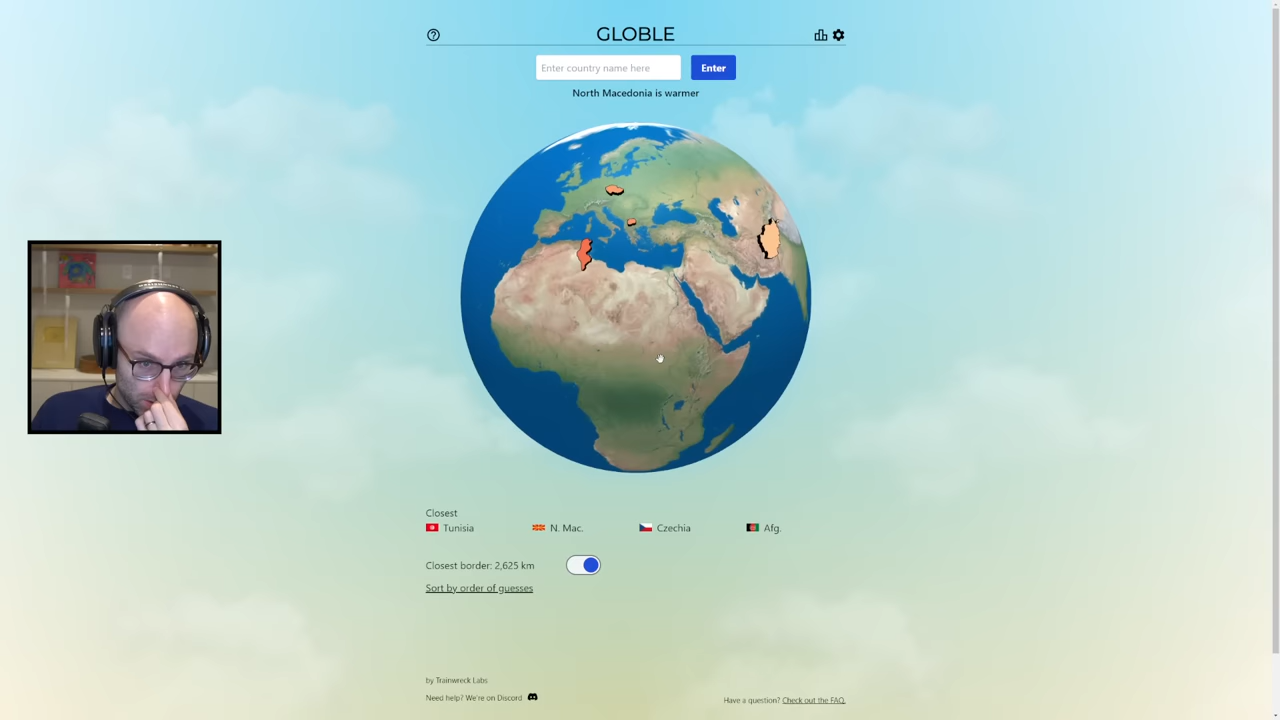 GLOBLE
Enter country name here
Enter
North Macedonia is warmer
Closest
Tunisia
N. Mac.
Czechia
Afg.
Closest border: 2,625 km
Sort by order of guesses
by Trainwreck Labs
Need help? We're on Discord
Have a question? Check out the FAQ.